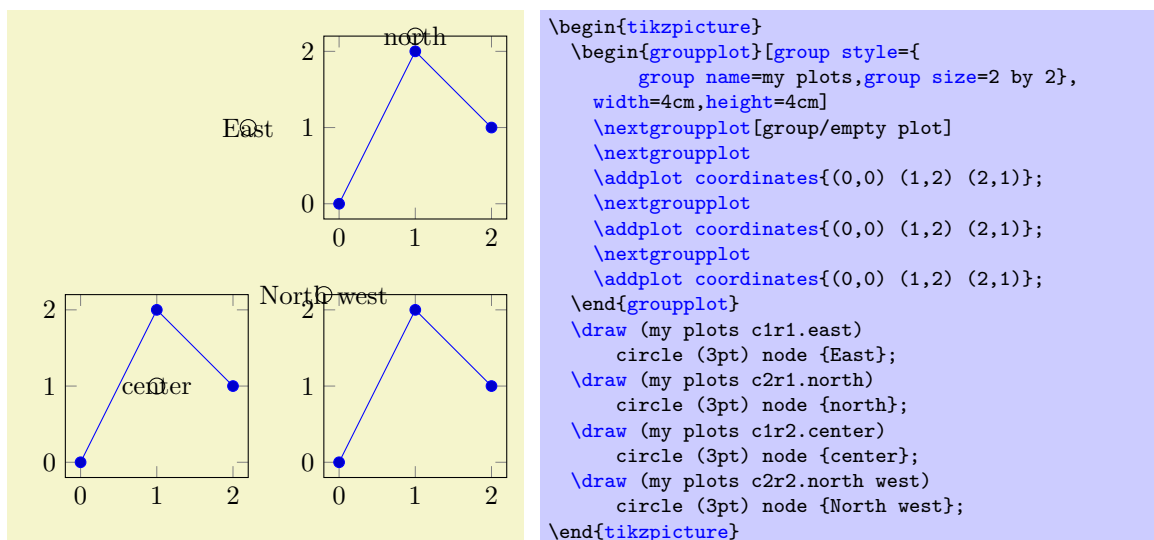 north
2
1
0
0 1 2
East
North west
2
1
0
0 1 2
center
2
1
0
0 1 2
\begin{tikzpicture}
\begin{groupplot}[group style={
group name=my plots,group size=2 by 2},
width=4cm,height=4cm]
\nextgroupplot[group/empty plot]
\nextgroupplot
\addplot coordinates{(0,0) (1,2) (2,1)};
\nextgroupplot
\addplot coordinates{(0,0) (1,2) (2,1)};
\nextgroupplot
\addplot coordinates{(0,0) (1,2) (2,1)};
\end{groupplot}
\draw (my plots c1r1.east)
circle (3pt) node {East};
\draw (my plots c2r1.north)
circle (3pt) node {north};
\draw (my plots c1r2.center)
circle (3pt) node {center};
\draw (my plots c2r2.north west)
circle (3pt) node {North west};
\end{tikzpicture}